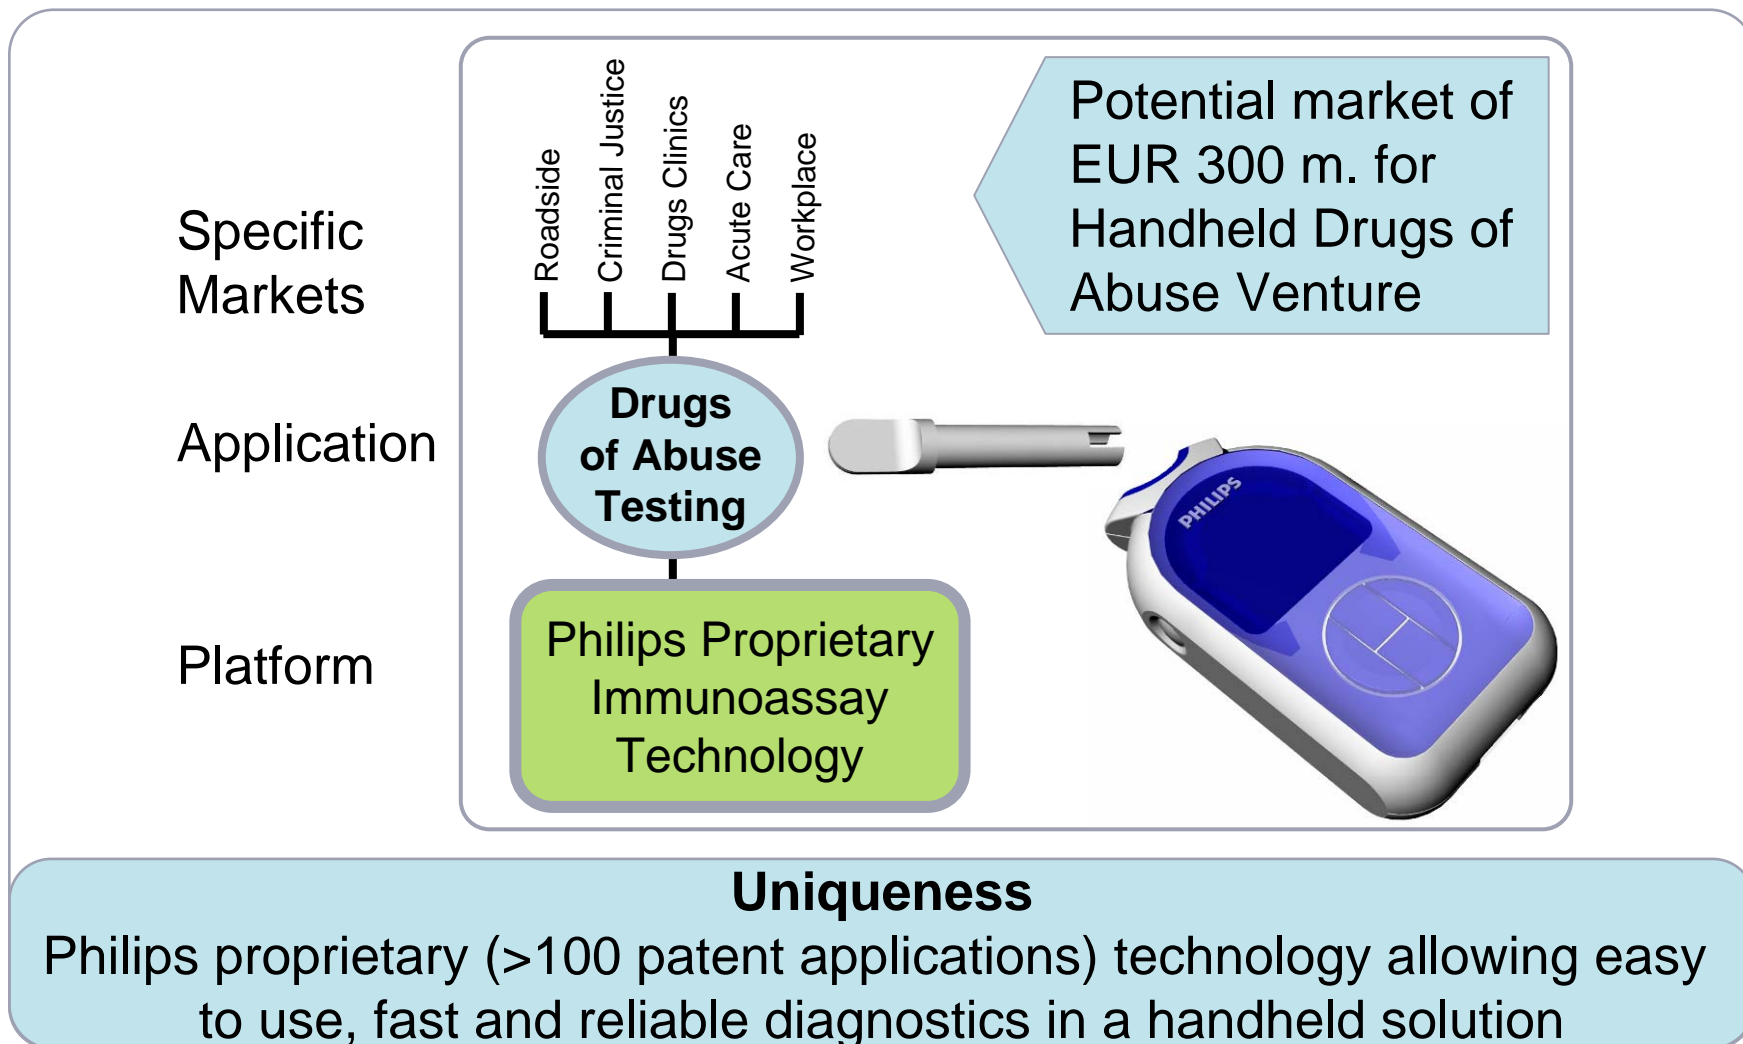 Specific
Markets
Roadside
Criminal Justice
Drugs Clinics
Acute Care
Workplace
Potential market of
EUR 300 m. for
Handheld Drugs of
Abuse Venture
Application
Drugs
of Abuse
Testing
PHILIPS
Platform
Philips Proprietary
Immunoassay
Technology
Uniqueness
Philips proprietary (>100 patent applications) technology allowing easy
to use, fast and reliable diagnostics in a handheld solution